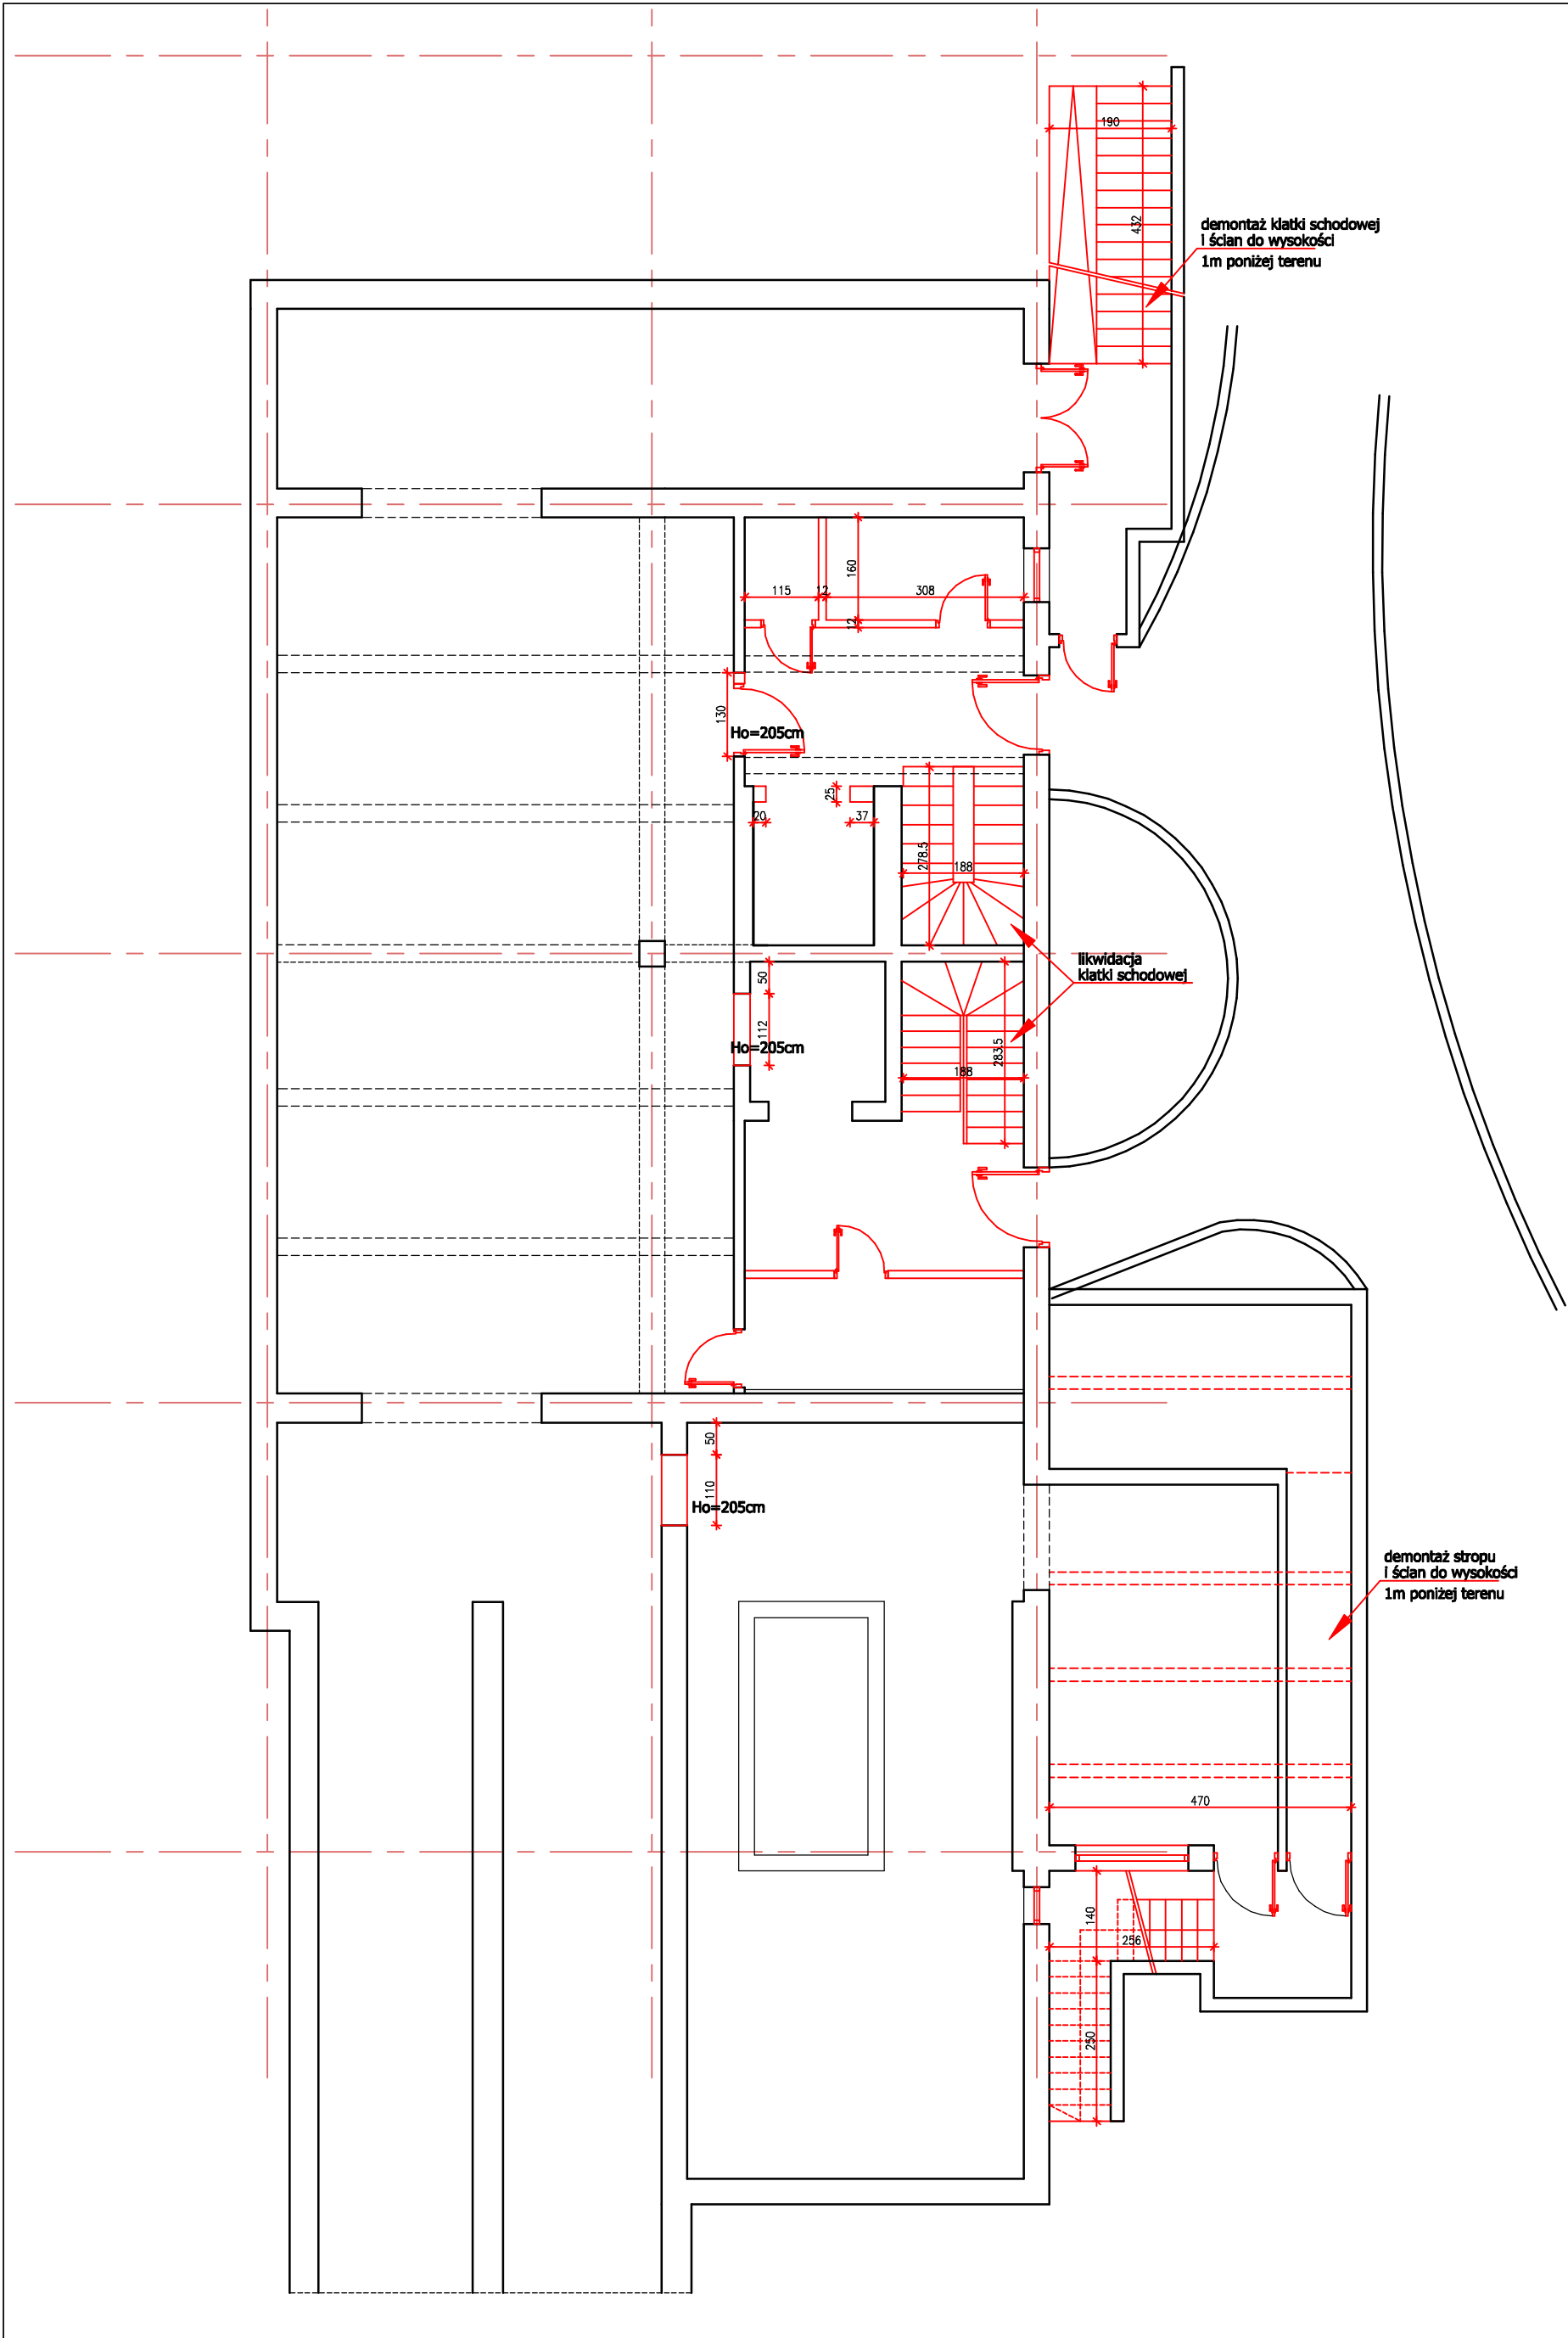 190
432
demontaż klatki schodowej
i ścian do wysokości
1m poniżej terenu
160
115
12
308
12
130
Ho=205cm
25
20
37
278.5
188
likwidacja
klatki schodowej
50
112
Ho=205cm
283.5
188
50
110
Ho=205cm
demontaż stropu
i ścian do wysokości
1m poniżej terenu
470
140
256
250